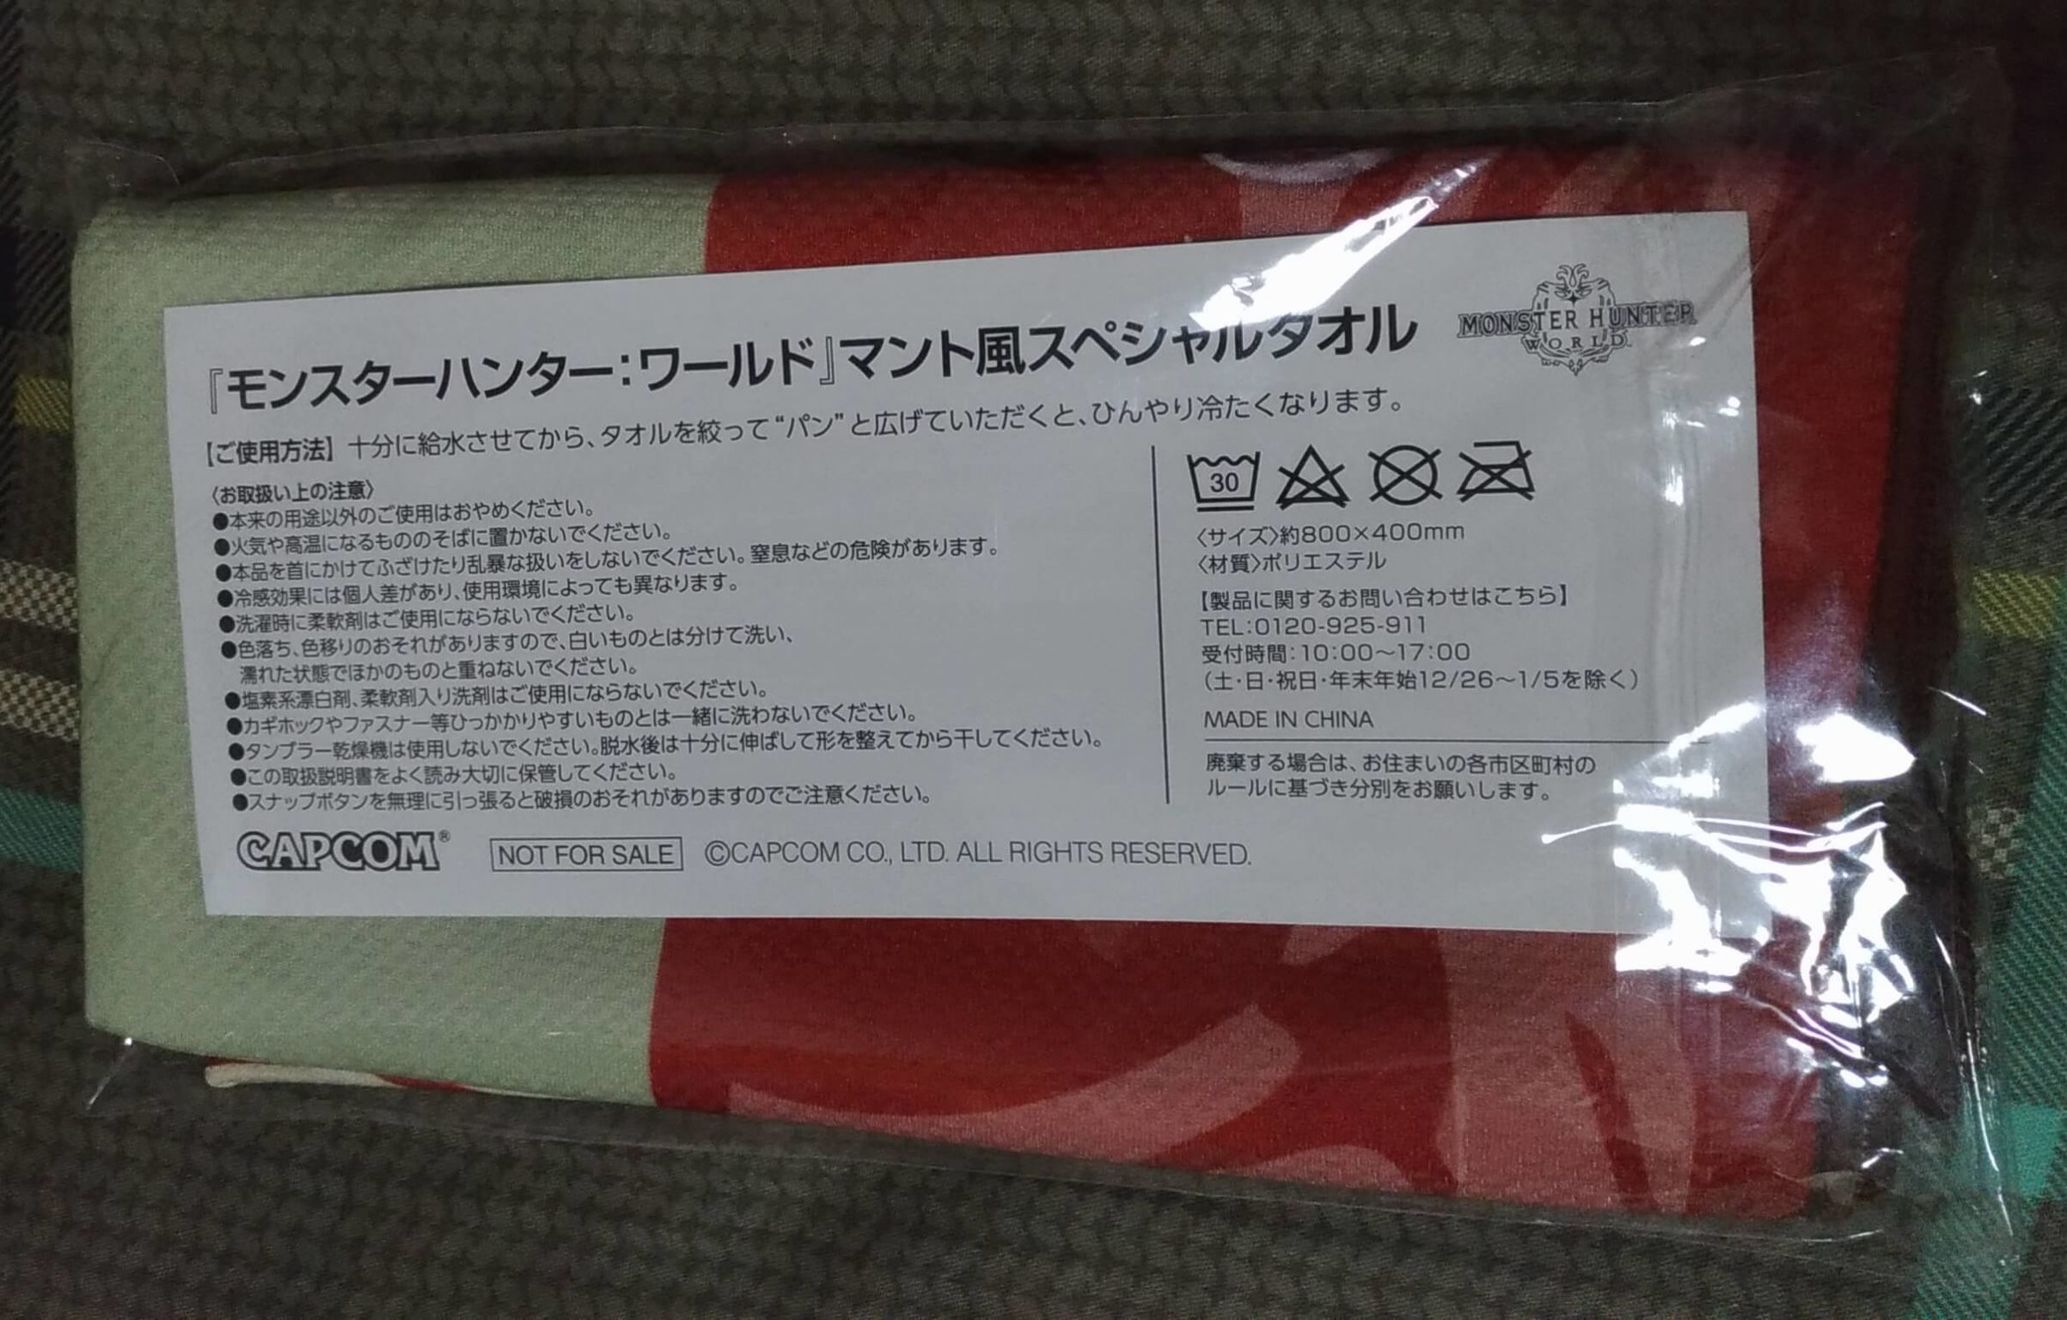 『モンスターハンター：ワールド』マント風スペシャルタオル
MONSTER HUNTER
WORLD
【ご使用方法】十分に給水させてから、タオルを絞って“パン”と広げていただくと、ひんやり冷たくなります。
〈お取扱い上の注意〉
●本来の用途以外のご使用はおやめください。
●火気や高温になるもののそばに置かないでください。
●本品を首にかけてふざけたり乱暴な扱いをしないでください。窒息などの危険があります。
●冷感効果には個人差があり、使用環境によっても異なります。
●洗濯時に柔軟剤はご使用にならないでください。
●色落ち、色移りのおそれがありますので、白いものとは分けて洗い、
濡れた状態でほかのものと重ねないでください。
●塩素系漂白剤、柔軟剤入り洗剤はご使用にならないでください。
●カギホックやファスナー等ひっかかりやすいものとは一緒に洗わないでください。
●タンブラー乾燥機は使用しないでください。脱水後は十分に伸ばして形を整えてから干してください。
●この取扱説明書をよく読み大切に保管してください。
●スナップボタンを無理に引っ張ると破損のおそれがありますのでご注意ください。
30
〈サイズ〉約800×400mm
〈材質〉ポリエステル
【製品に関するお問い合わせはこちら】
TEL：0120-925-911
受付時間：10：00～17：00
（土・日・祝日・年末年始12/26～1/5を除く）
MADE IN CHINA
廃棄する場合は、お住まいの各市区町村の
ルールに基づき分別をお願いします。
CAPCOM®
NOT FOR SALE
©CAPCOM CO., LTD. ALL RIGHTS RESERVED.